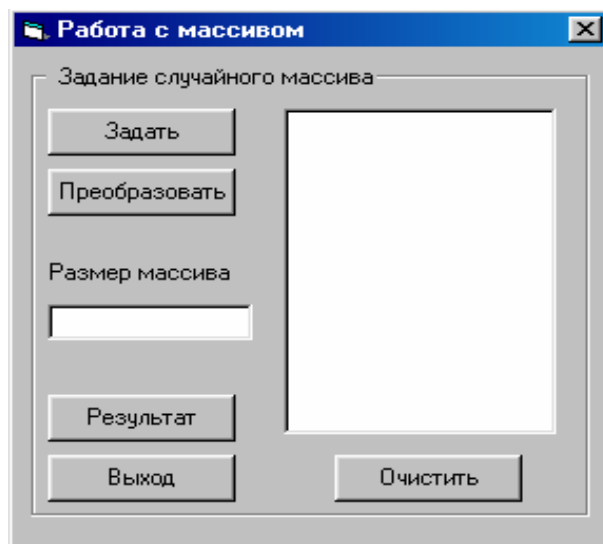 Работа с массивом
Задание случайного массива
Задать
Преобразовать
Размер массива
Результат
Выход
Очистить